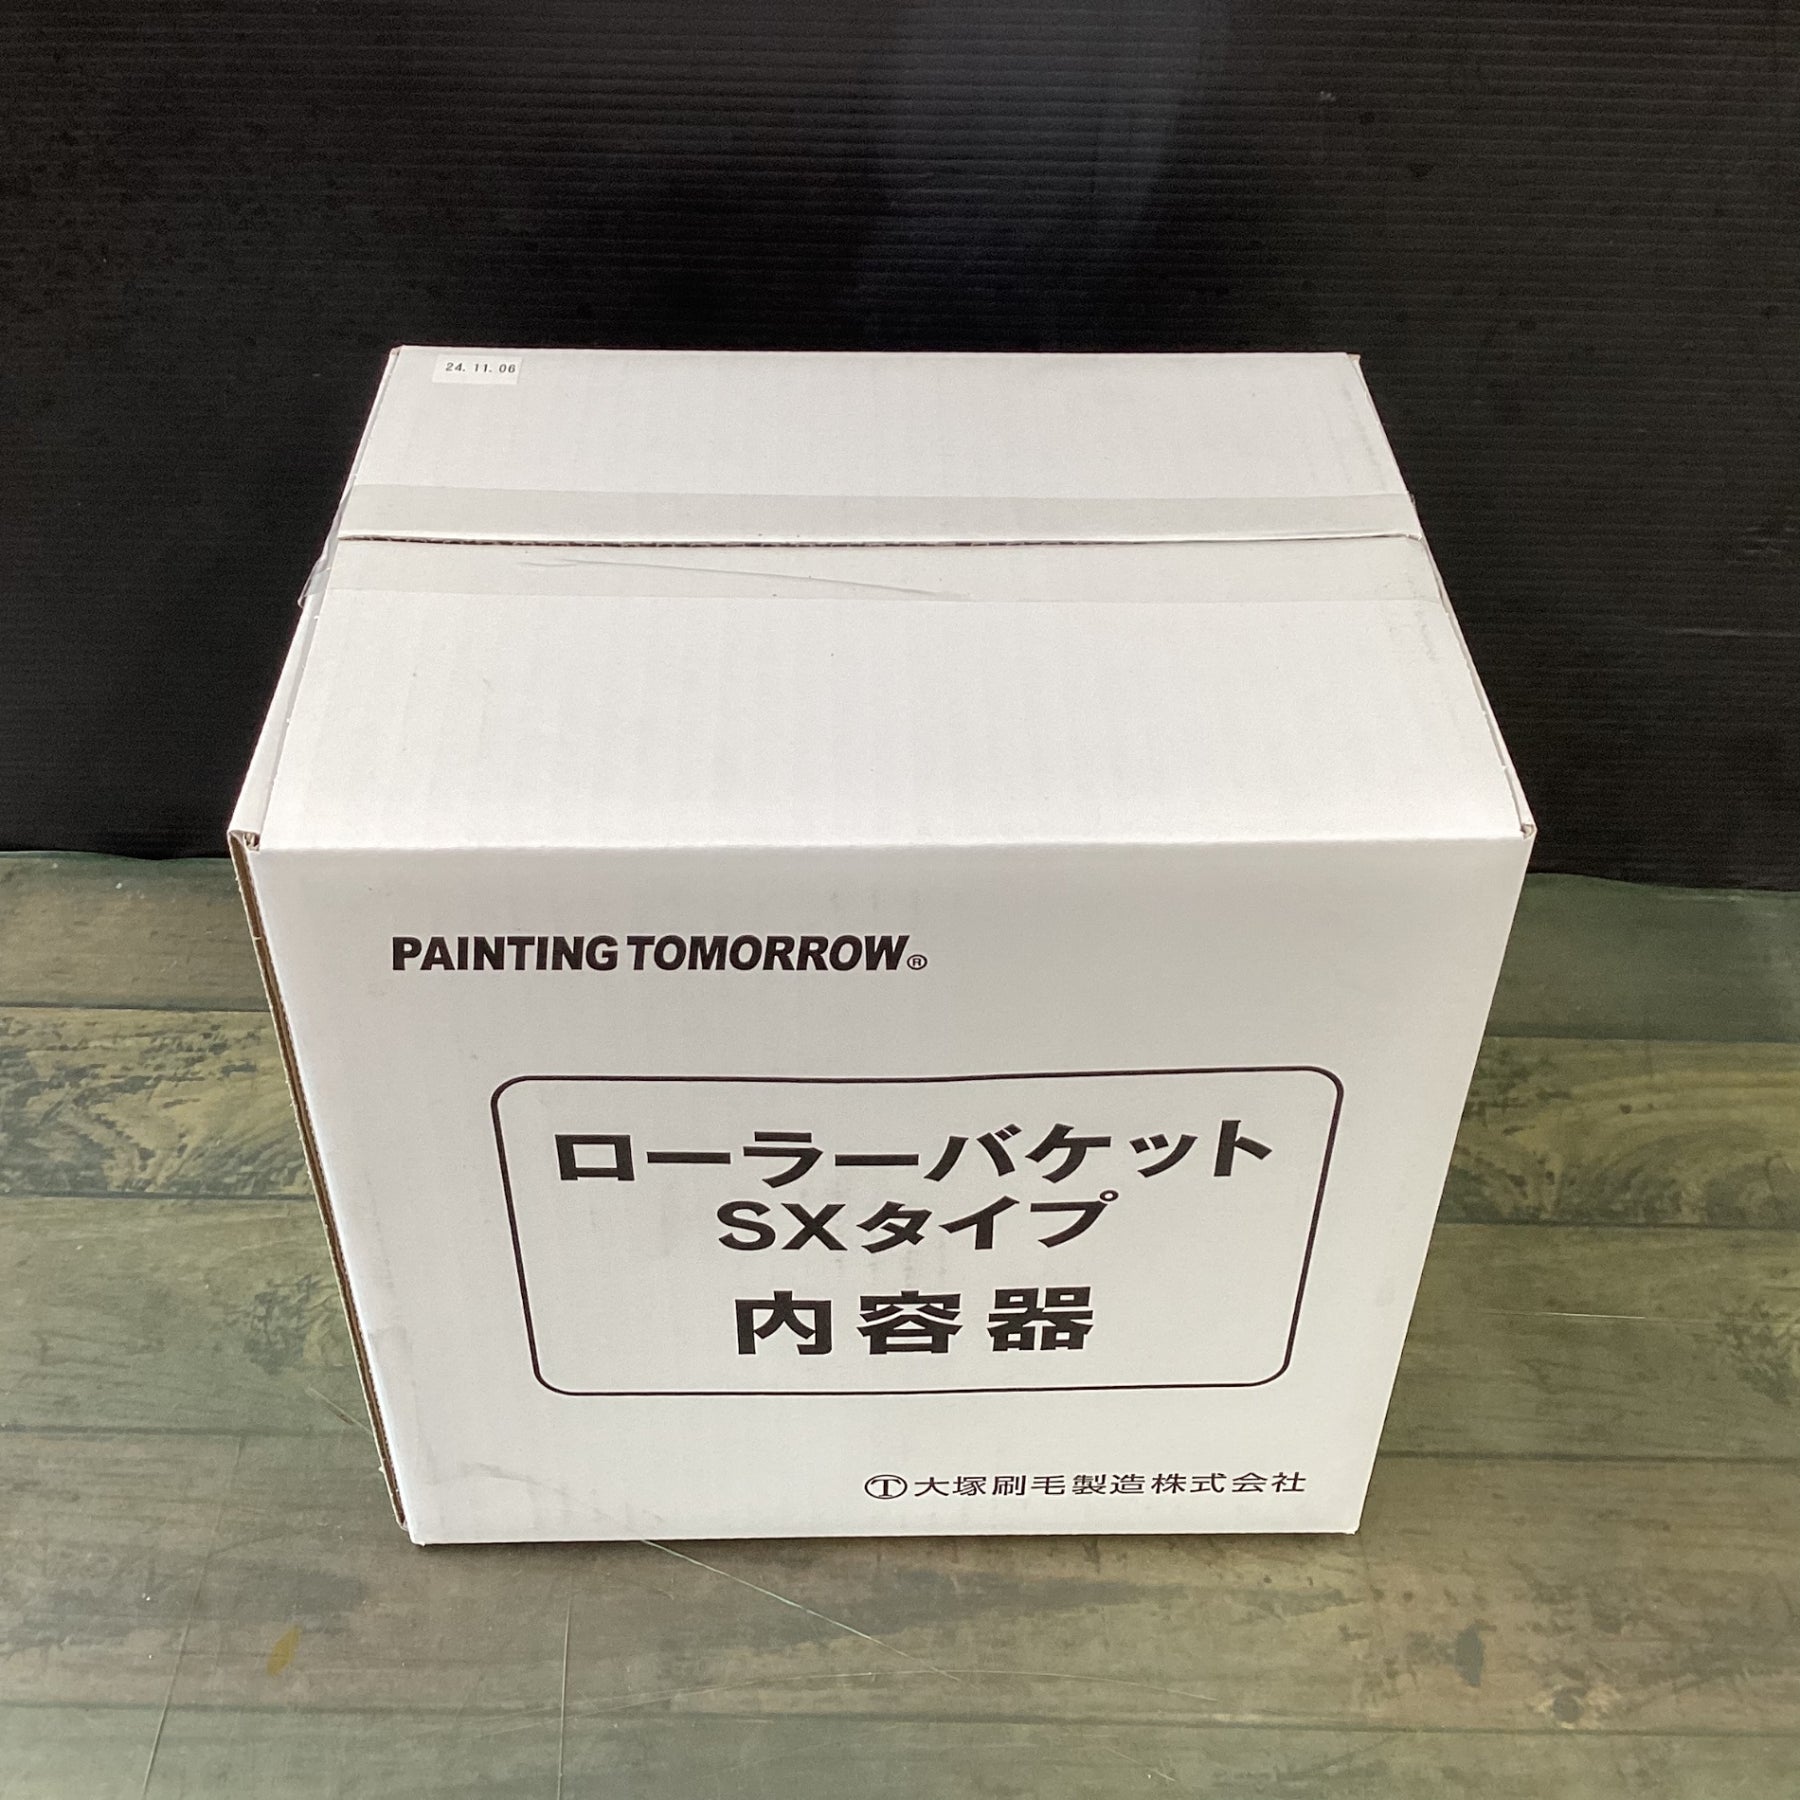 24. 11. 06
PAINTING TOMORROW®
ローラーバケット
SXタイプ
内容器
Ⓣ大塚刷毛製造株式会社